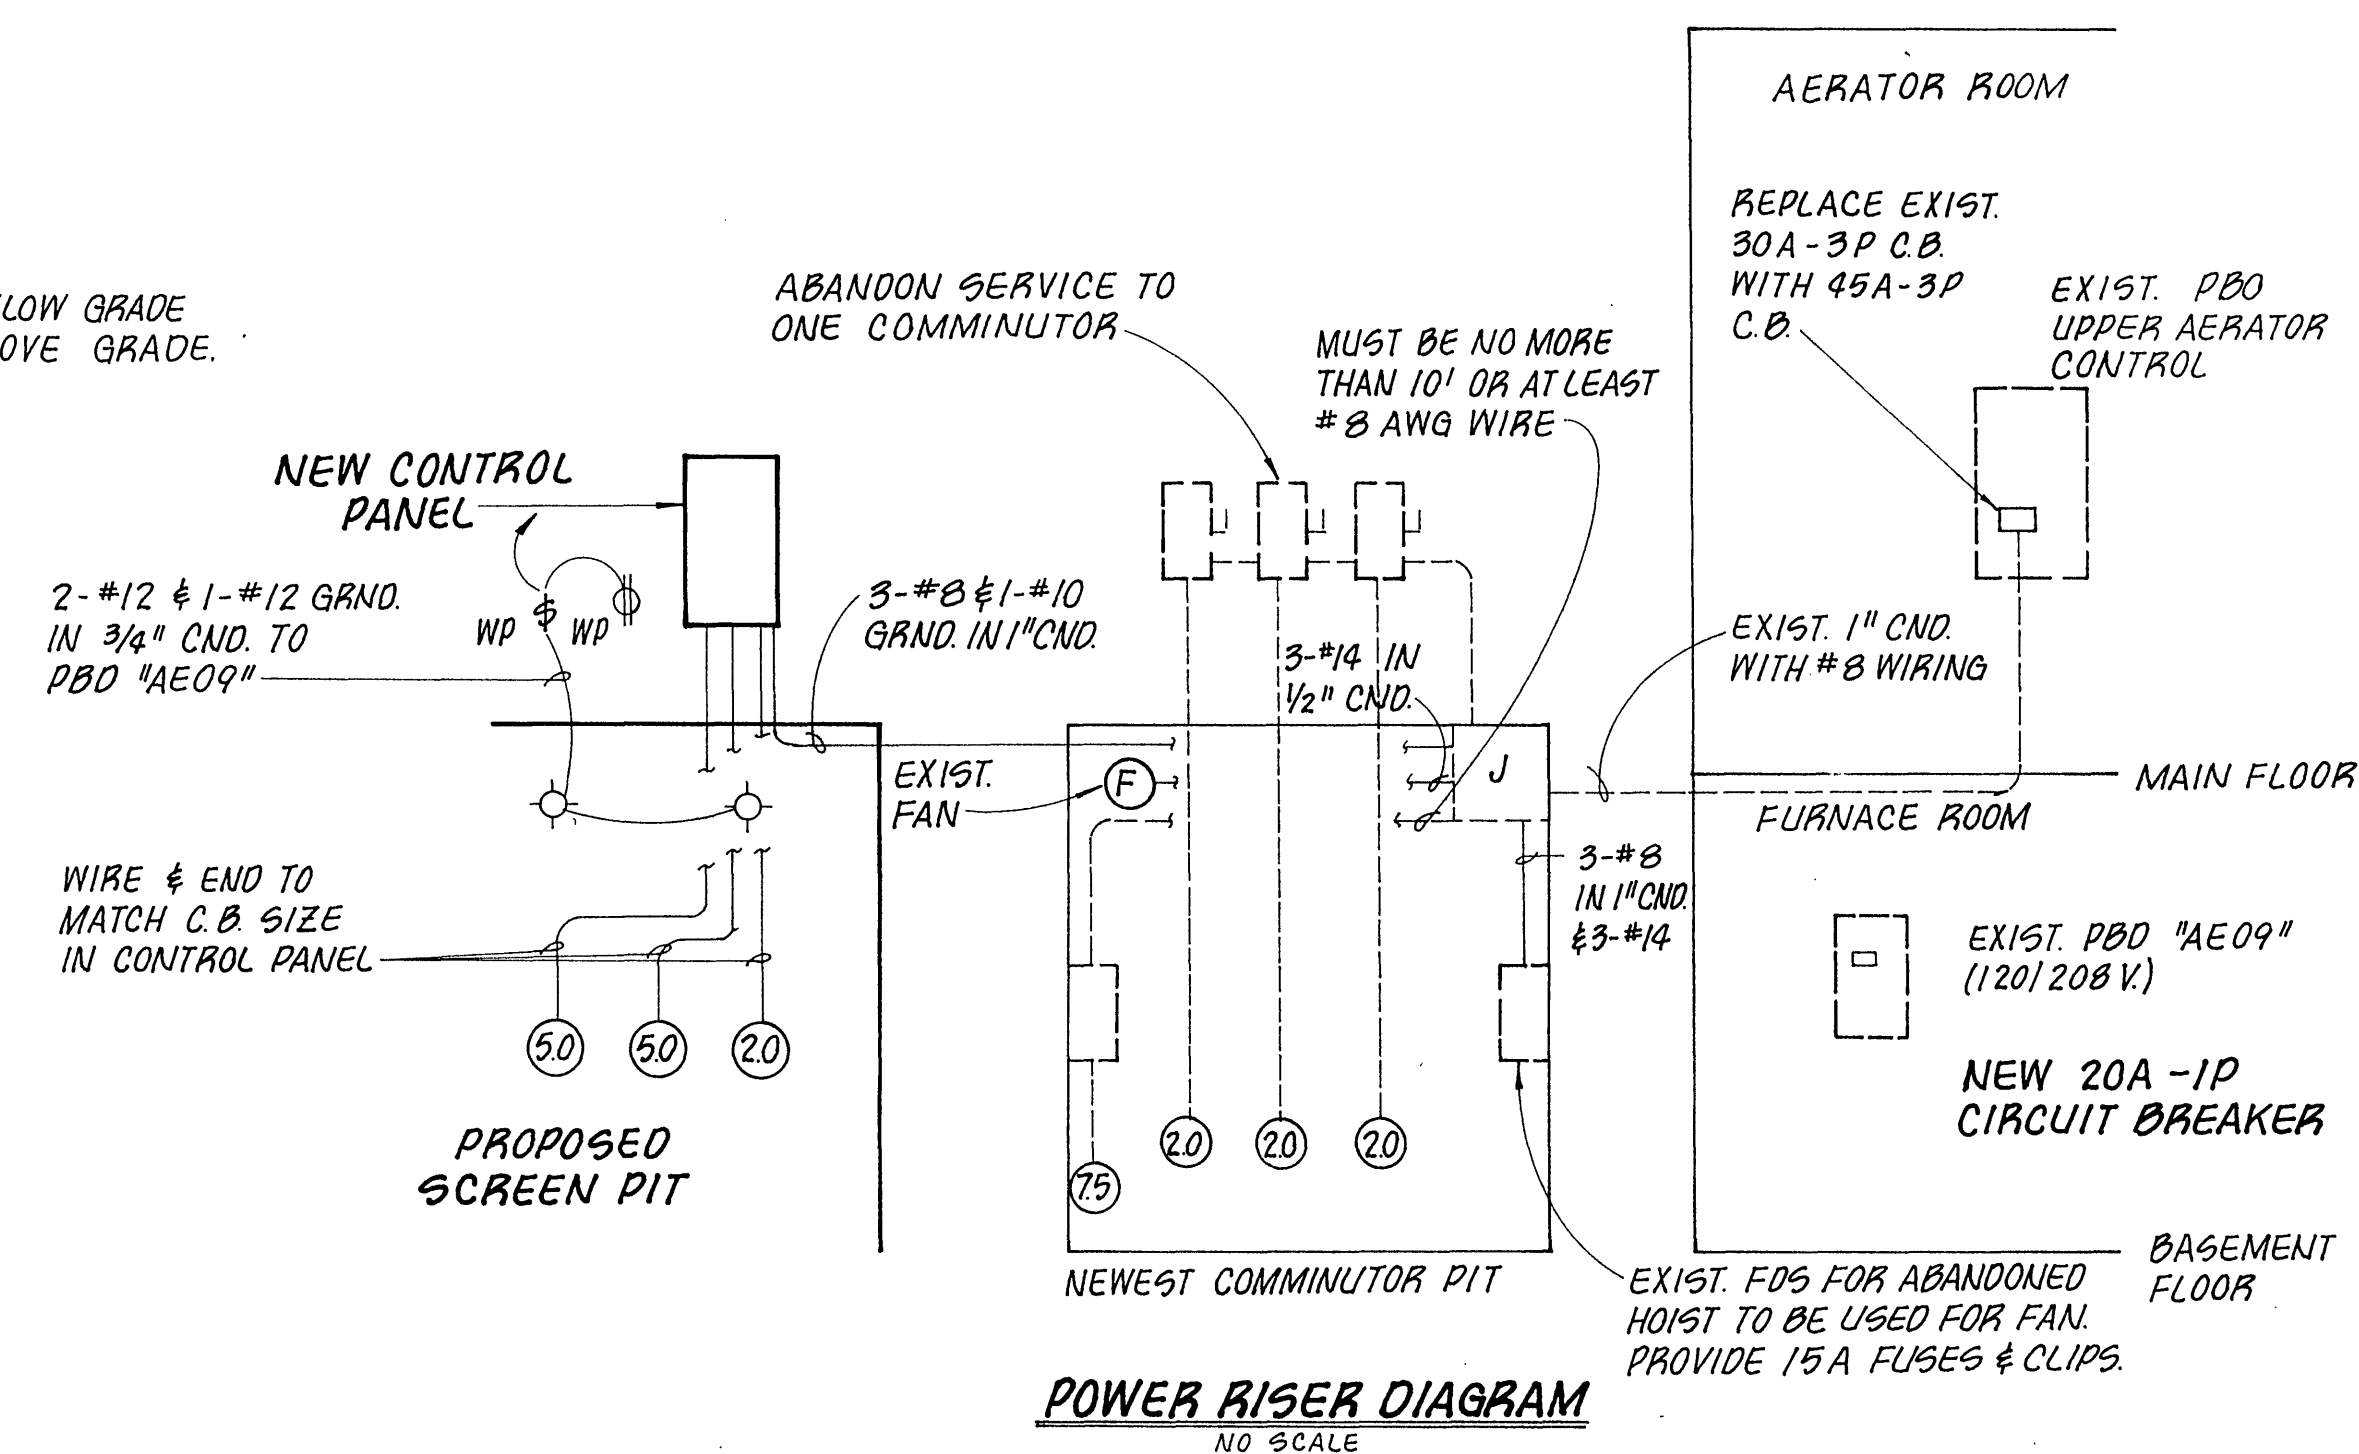 AERATOR ROOM
REPLACE EXIST.
30A-3P C.B.
WITH 45A-3P
C.B.
EXIST. PBD
UPPER AERATOR
CONTROL
LOW GRADE
OVE GRADE.
ABANDON SERVICE TO
ONE COMMINUTOR
MUST BE NO MORE
THAN 10' OR AT LEAST
#8 AWG WIRE
NEW CONTROL
PANEL
2-#12 & 1-#12 GRND.
IN 3/4" CND. TO
PBD "AE09"
WP $ WP
3-#8 & 1-#10
GRND. IN 1" CND.
3-#14 IN
1/2" CND.
EXIST. 1" CND.
WITH #8 WIRING
EXIST.
FAN
F
J
MAIN FLOOR
FURNACE ROOM
3-#8
IN 1" CND.
&3-#14
WIRE & END TO
MATCH C.B. SIZE
IN CONTROL PANEL
EXIST. PBD "AE09"
(120/208 V.)
5.0 5.0 2.0
NEW 20A-1P
CIRCUIT BREAKER
2.0 2.0 2.0
7.5
PROPOSED
SCREEN PIT
NEWEST COMMINUTOR PIT
BASEMENT
FLOOR
EXIST. FDS FOR ABANDONED
HOIST TO BE USED FOR FAN.
PROVIDE 15A FUSES & CLIPS.
POWER RISER DIAGRAM
NO SCALE